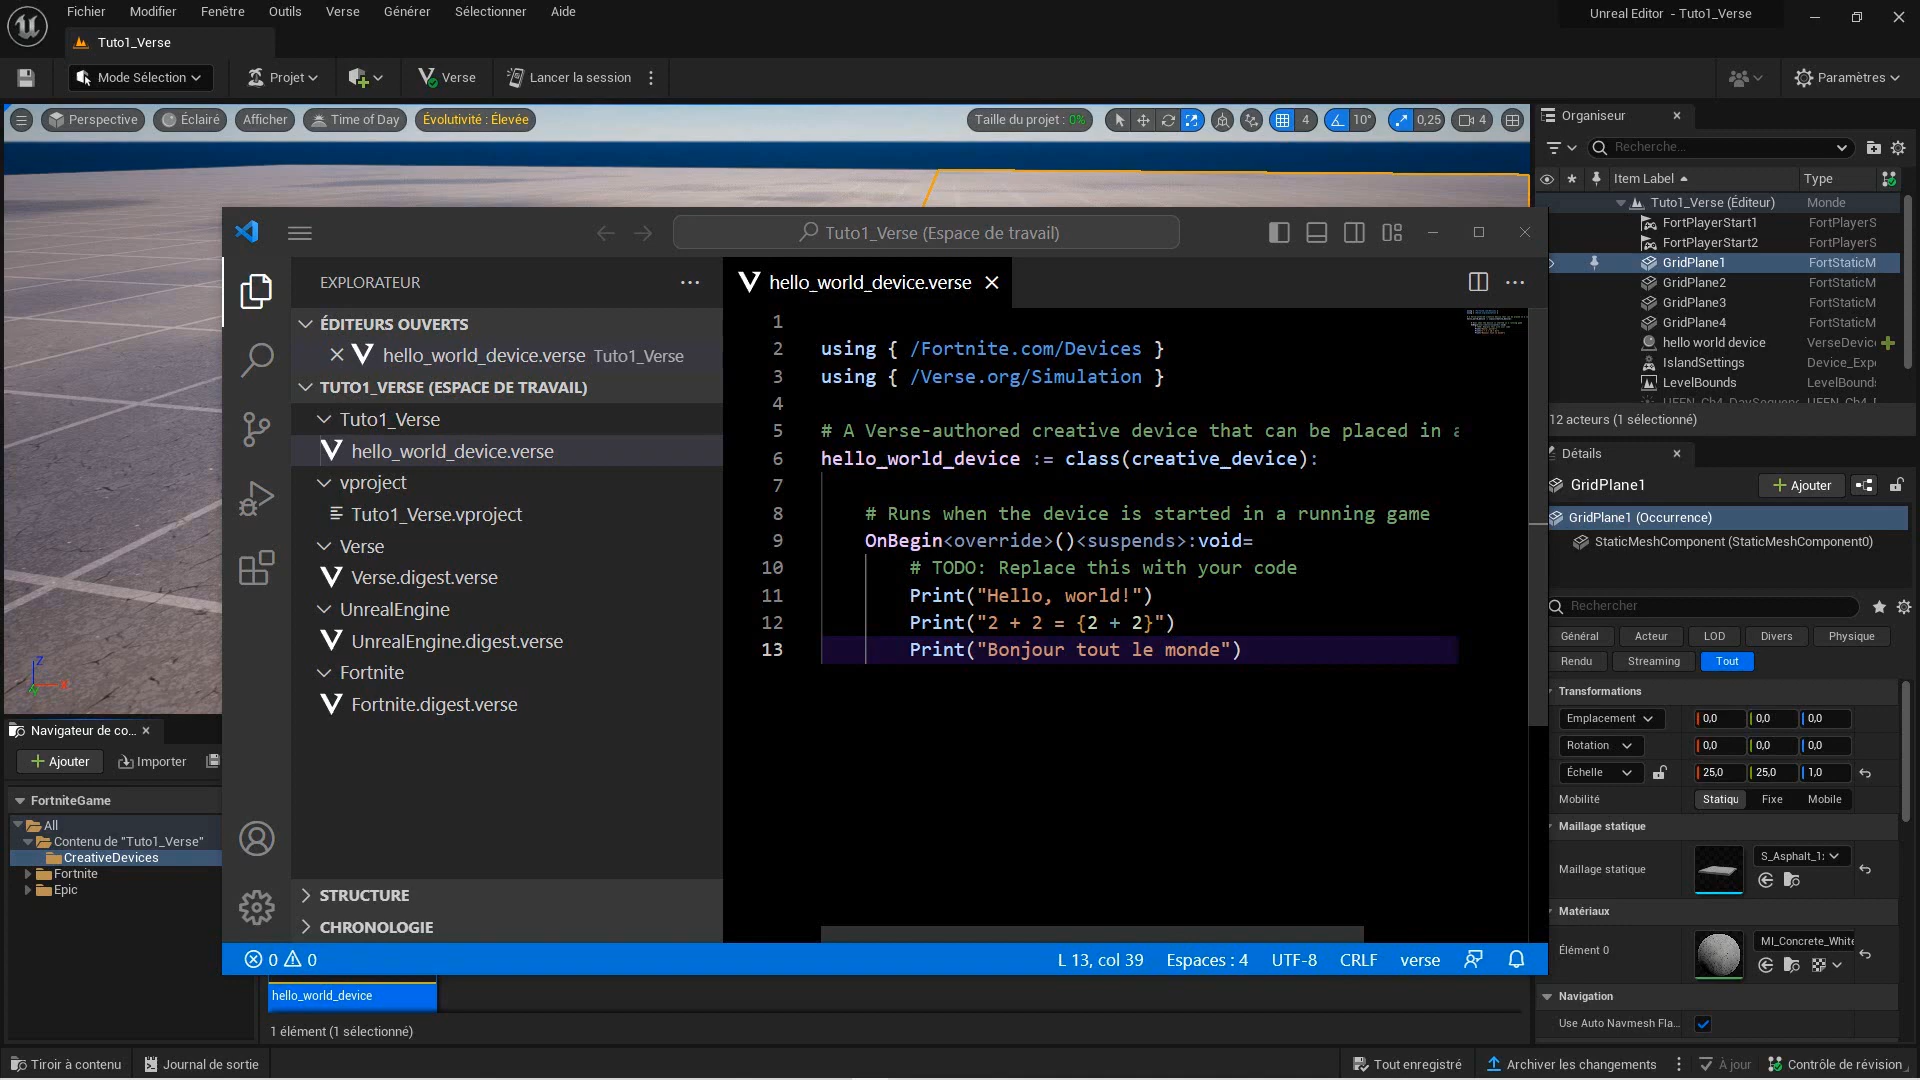 Fichier Modifier Fenêtre Outils Verse Générer Sélectionner Aide
Unreal Editor - Tuto1_Verse
Tuto1_Verse
Mode Sélection Projet Verse Lancer la session Paramètres
Perspective Éclairé Afficher Time of Day Évolutivité : Élevée
Taille du projet : 0% 4 10° 0,25 4
Organiseur
Recherche...
Item Label Type
Tuto1_Verse (Éditeur) Monde
FortPlayerStart1 FortPlayerS
FortPlayerStart2 FortPlayerS
GridPlane1 FortStaticM
GridPlane2 FortStaticM
GridPlane3 FortStaticM
GridPlane4 FortStaticM
hello world device VerseDevic
IslandSettings Device_Expe
LevelBounds LevelBound
12 acteurs (1 sélectionné)
Détails
GridPlane1 Ajouter
GridPlane1 (Occurrence)
StaticMeshComponent (StaticMeshComponent0)
Rechercher
Général Acteur LOD Divers Physique
Rendu Streaming Tout
Transformations
Emplacement 0,0 0,0 0,0
Rotation 0,0 0,0 0,0
Échelle 25,0 25,0 1,0
Mobilité Statiqu Fixe Mobile
Maillage statique
Maillage statique S_Asphalt_1:
Matériaux
Élément 0 MI_Concrete_White
Navigation
Use Auto Navmesh Fla...
Tuto1_Verse (Espace de travail)
EXPLORATEUR
ÉDITEURS OUVERTS
hello_world_device.verse Tuto1_Verse
TUTO1_VERSE (ESPACE DE TRAVAIL)
Tuto1_Verse
hello_world_device.verse
vproject
Tuto1_Verse.vproject
Verse
Verse.digest.verse
UnrealEngine
UnrealEngine.digest.verse
Fortnite
Fortnite.digest.verse
STRUCTURE
CHRONOLOGIE
hello_world_device.verse
1
2 using { /Fortnite.com/Devices }
3 using { /Verse.org/Simulation }
4
5 # A Verse-authored creative device that can be placed in a
6 hello_world_device := class(creative_device):
7
8 # Runs when the device is started in a running game
9 OnBegin<override>()<suspends>:void=
10 # TODO: Replace this with your code
11 Print("Hello, world!")
12 Print("2 + 2 = {2 + 2}")
13 Print("Bonjour tout le monde")
0 0 L 13, col 39 Espaces : 4 UTF-8 CRLF verse
Z
Navigateur de co...
Ajouter Importer
FortniteGame
All
Contenu de "Tuto1_Verse"
CreativeDevices
Fortnite
Epic
hello_world_device
1 élément (1 sélectionné)
Tiroir à contenu Journal de sortie Tout enregistré Archiver les changements À jour Contrôle de révision